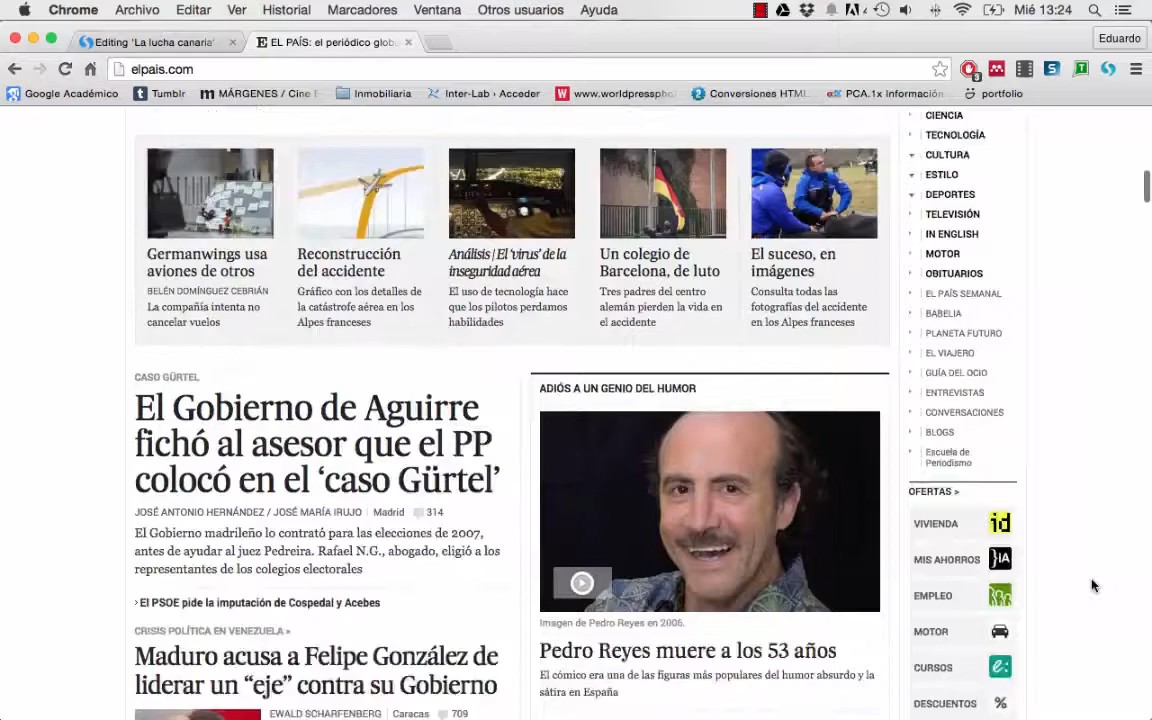 Chrome Archivo Editar Ver Historial Marcadores Ventana Otros usuarios Ayuda
4
Mié 13:24
Editing 'La lucha canaria'
E EL PAÍS: el periódico glob
Eduardo
elpais.com
3
Google Académico
Tumblr
MÁRGENES / Cine E
Inmobiliaria
Inter-Lab › Acceder
www.worldpresspho
Conversiones HTML
PCA.1x Información
portfolio
Germanwings usa
aviones de otros
BELÉN DOMÍNGUEZ CEBRIÁN
La compañía intenta no
cancelar vuelos
Reconstrucción
del accidente
Gráfico con los detalles de
la catástrofe aérea en los
Alpes franceses
Análisis | El 'virus' de la
inseguridad aérea
El uso de tecnología hace
que los pilotos perdamos
habilidades
Un colegio de
Barcelona, de luto
Tres padres del centro
alemán pierden la vida en
el accidente
El suceso, en
imágenes
Consulta todas las
fotografías del accidente
en los Alpes franceses
CASO GÜRTEL
El Gobierno de Aguirre
fichó al asesor que el PP
colocó en el ‘caso Gürtel’
JOSÉ ANTONIO HERNÁNDEZ / JOSÉ MARÍA IRUJO | Madrid 314
El Gobierno madrileño lo contrató para las elecciones de 2007,
antes de ayudar al juez Pedreira. Rafael N.G., abogado, eligió a los
representantes de los colegios electorales
› El PSOE pide la imputación de Cospedal y Acebes
CRISIS POLÍTICA EN VENEZUELA »
Maduro acusa a Felipe González de
liderar un “eje” contra su Gobierno
EWALD SCHARFENBERG | Caracas 709
ADIÓS A UN GENIO DEL HUMOR
Imagen de Pedro Reyes en 2006.
Pedro Reyes muere a los 53 años
El cómico era una de las figuras más populares del humor absurdo y la
sátira en España
CIENCIA
TECNOLOGÍA
CULTURA
ESTILO
DEPORTES
TELEVISIÓN
IN ENGLISH
MOTOR
OBITUARIOS
EL PAÍS SEMANAL
BABELIA
PLANETA FUTURO
EL VIAJERO
GUÍA DEL OCIO
ENTREVISTAS
CONVERSACIONES
BLOGS
Escuela de
Periodismo
OFERTAS »
VIVIENDA id
MIS AHORROS }IA
EMPLEO
MOTOR
CURSOS e:
DESCUENTOS %